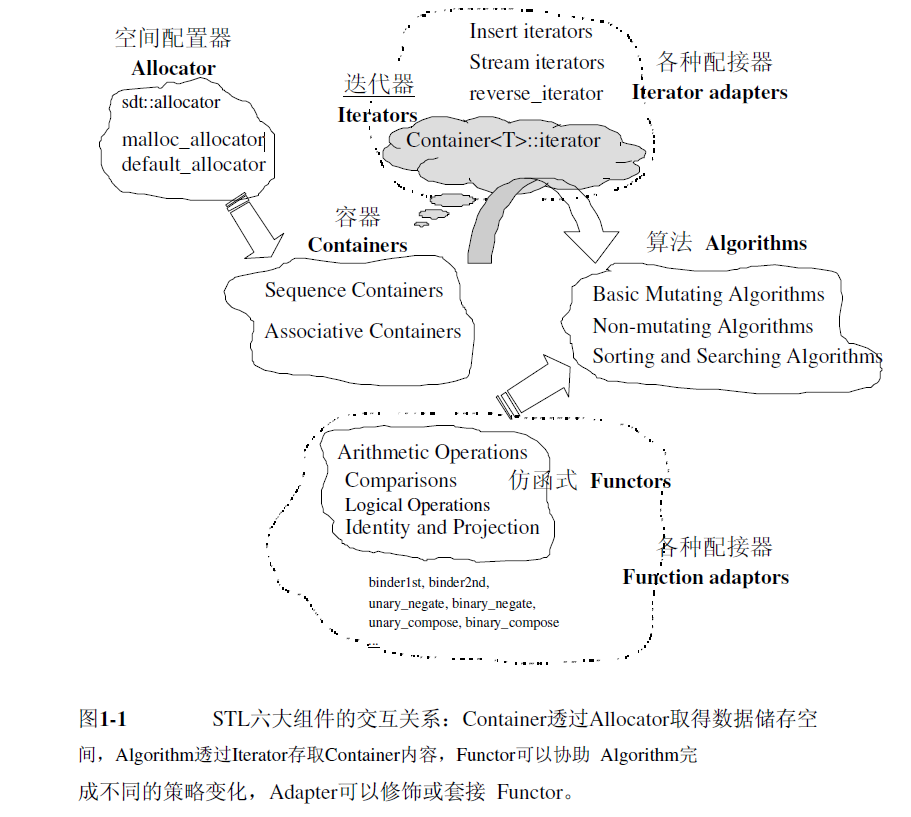 空间配置器
Allocator
sdt::allocator
malloc_allocator
default_allocator
迭代器
Iterators
Insert iterators
Stream iterators
reverse_iterator
各种配接器
Iterator adapters
Container<T>::iterator
容器
Containers
Sequence Containers
Associative Containers
算法 Algorithms
Basic Mutating Algorithms
Non-mutating Algorithms
Sorting and Searching Algorithms
Arithmetic Operations
Comparisons
Logical Operations
Identity and Projection
仿函式 Functors
各种配接器
Function adaptors
binder1st, binder2nd,
unary_negate, binary_negate,
unary_compose, binary_compose
...
图1-1 STL六大组件的交互关系：Container透过Allocator取得数据储存空
间，Algorithm透过Iterator存取Container内容，Functor可以协助 Algorithm完
成不同的策略变化，Adapter可以修饰或套接 Functor。